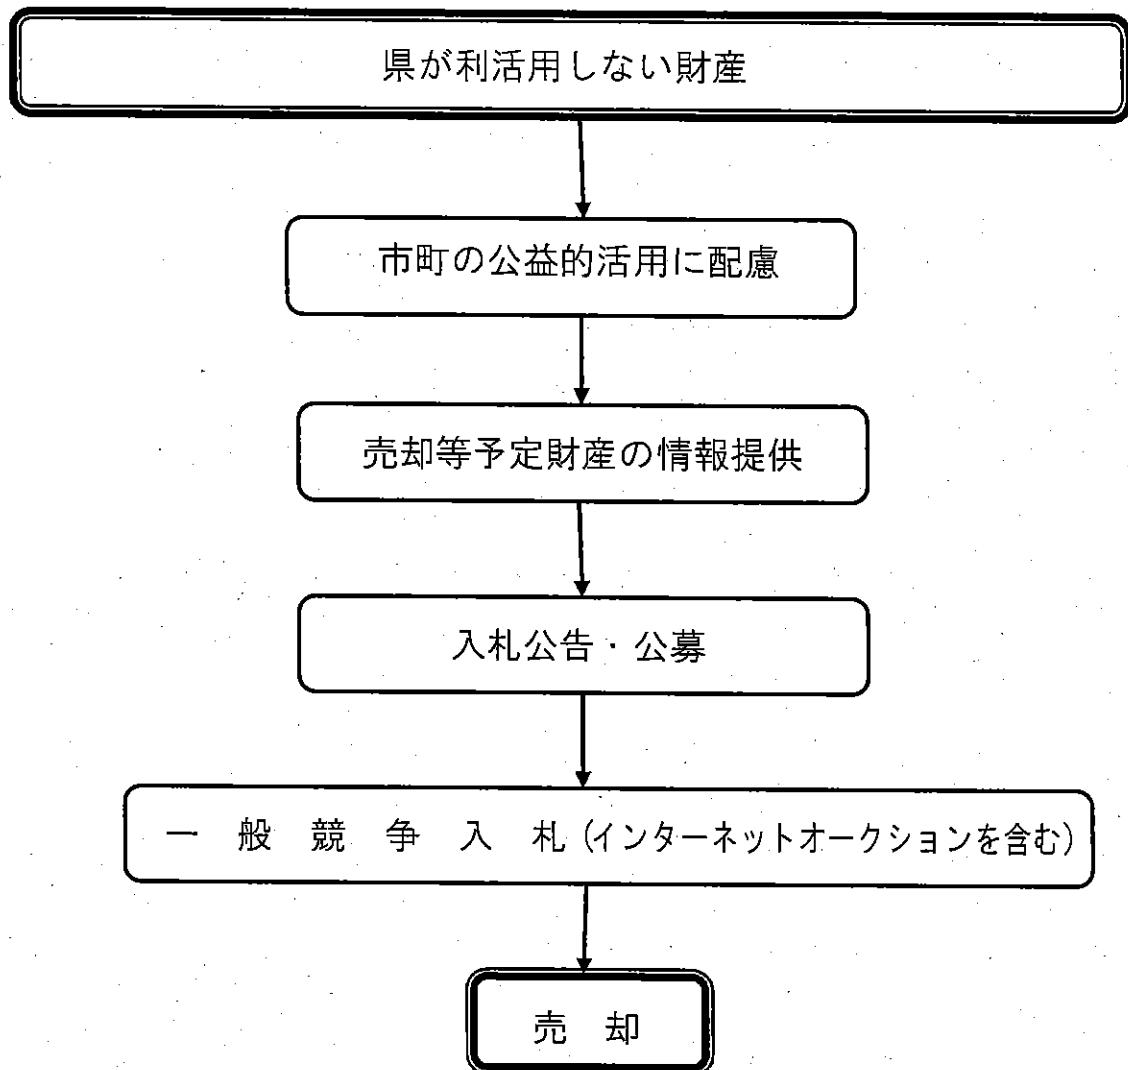 県が利活用しない財産
市町の公益的活用に配慮
売却等予定財産の情報提供
入札公告・公募
一般競争入札(インターネットオークションを含む)
売却